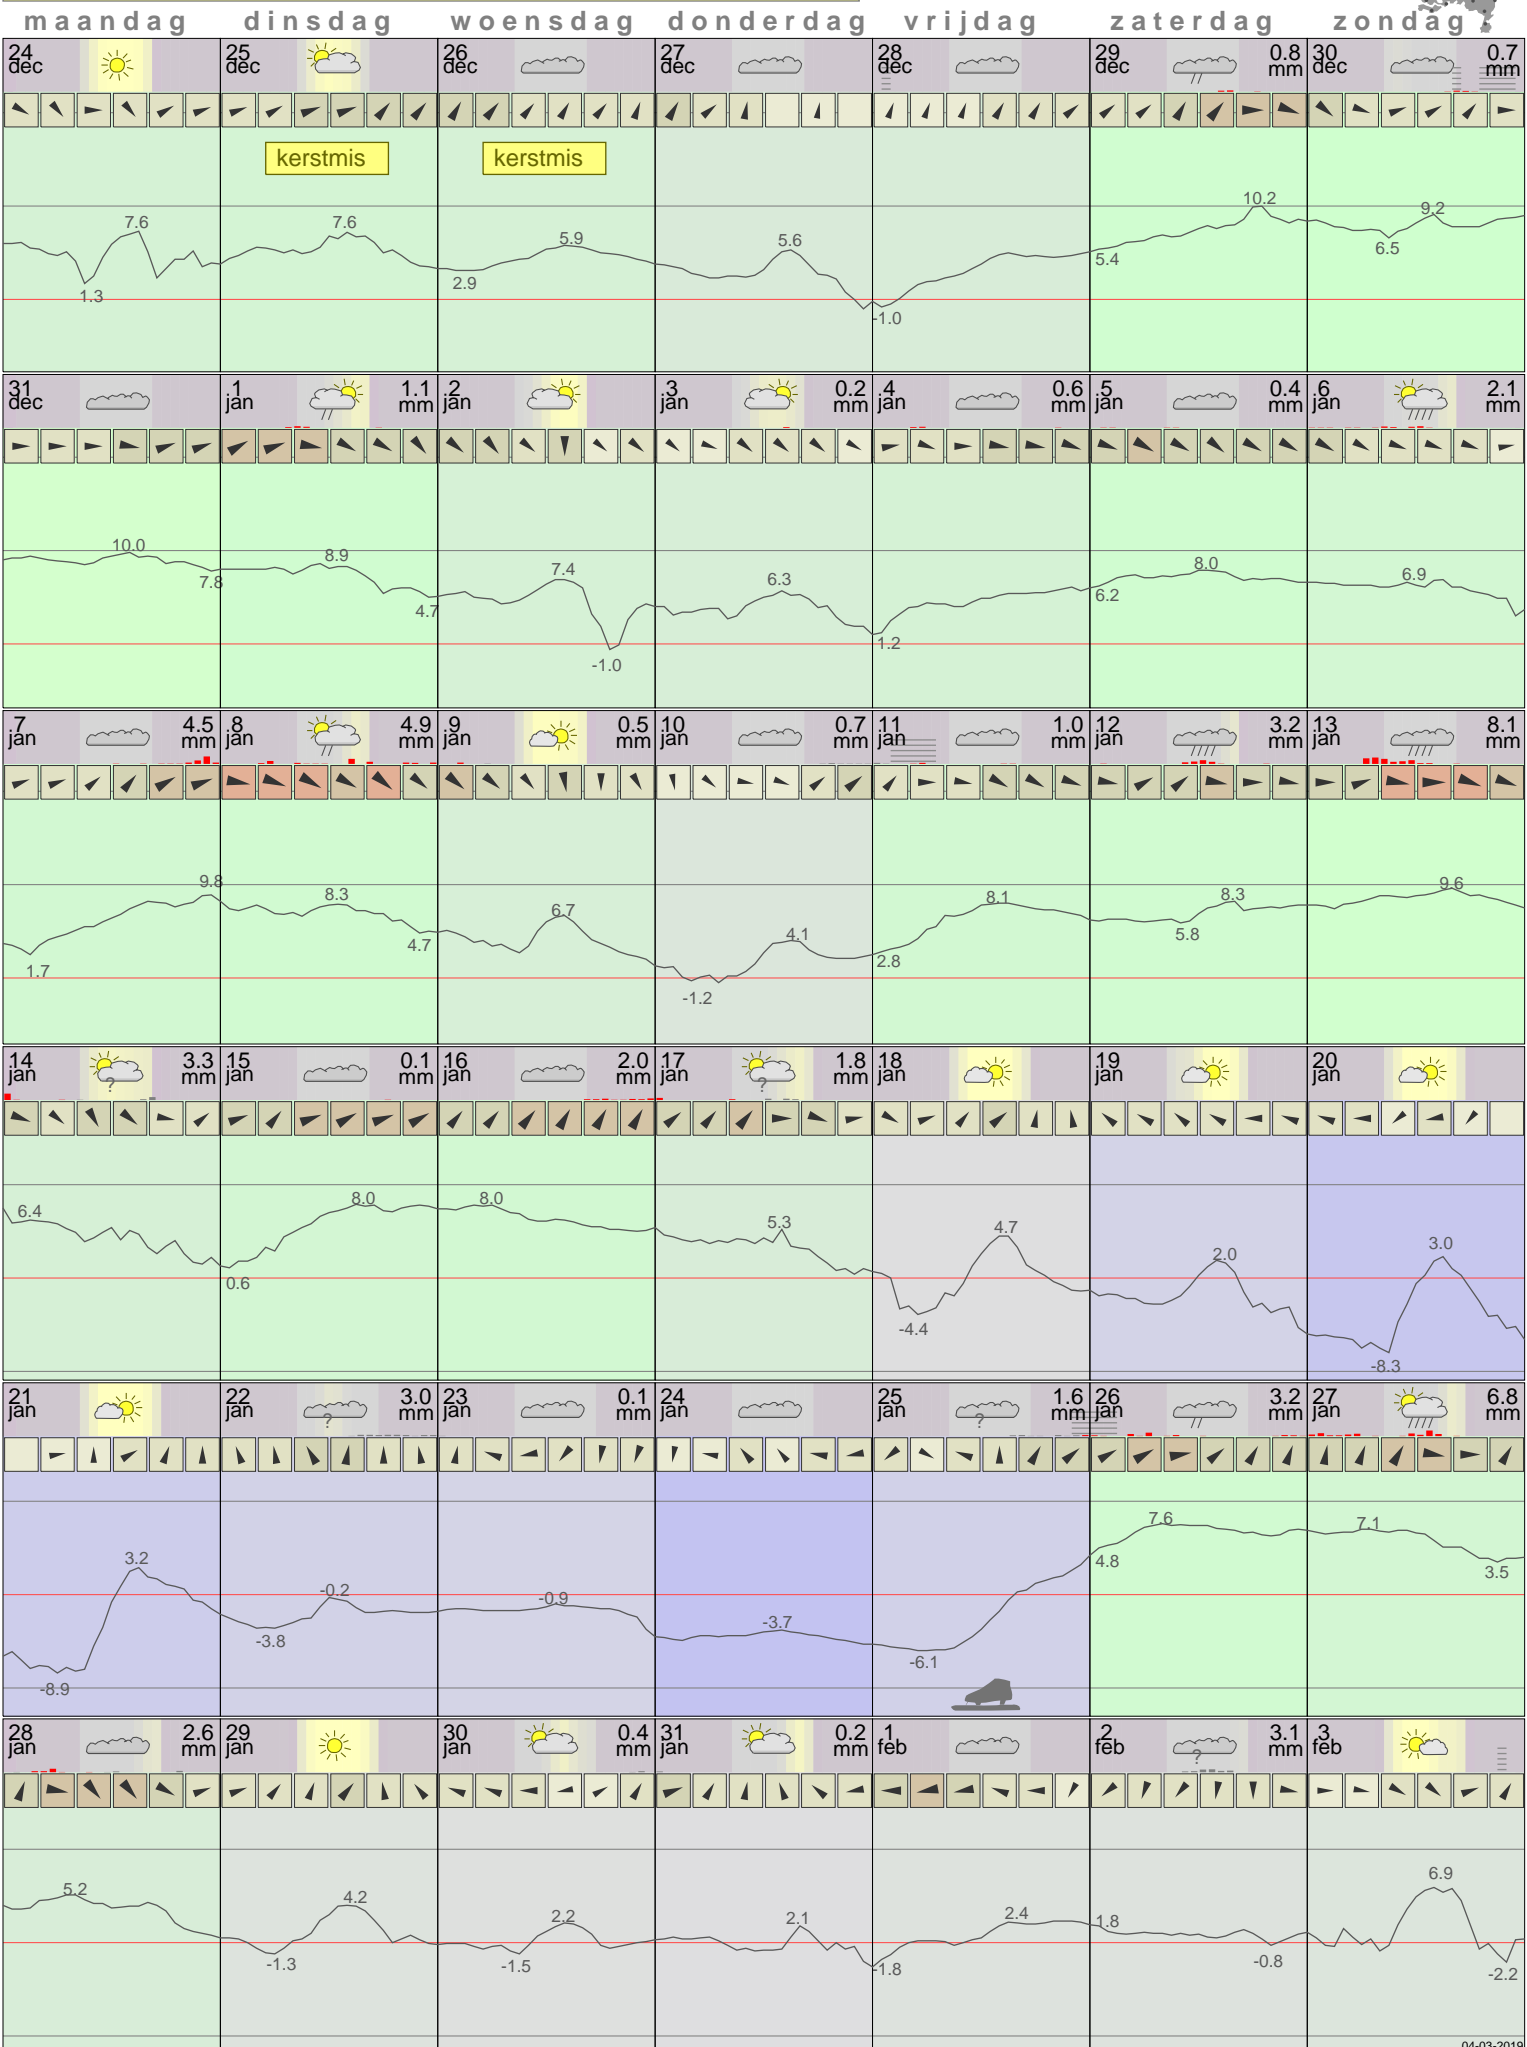 maandag dinsdag woensdag donderdag vrijdag zaterdag zondag
24 25 26 27 28 29 0.8 30 0.7
dec dec dec dec dec dec mm dec mm
kerstmis kerstmis
7.6 1.3 7.6 2.9 5.9 5.6 -1.0 5.4 10.2 6.5 9.2
31 1 1.1 2 3 0.2 4 0.6 5 0.4 6 2.1
dec jan mm jan jan mm jan mm jan mm jan mm
10.0 7.8 8.9 4.7 7.4 -1.0 6.3 1.2 6.2 8.0 6.9
7 4.5 8 4.9 9 0.5 10 0.7 11 1.0 12 3.2 13 8.1
jan mm jan mm jan mm jan mm jan mm jan mm jan mm
1.7 9.8 8.3 4.7 6.7 -1.2 4.1 2.8 8.1 5.8 8.3 9.6
14 3.3 15 0.1 16 2.0 17 1.8 18 19 20
jan ? mm jan mm jan mm jan ? mm jan jan jan
6.4 0.6 8.0 8.0 5.3 -4.4 4.7 2.0 -8.3 3.0
21 22 3.0 23 0.1 24 25 1.6 26 3.2 27 6.8
jan jan ? mm jan mm jan jan ? mm jan mm jan mm
-8.9 3.2 -3.8 -0.2 -0.9 -3.7 -6.1 4.8 7.6 7.1 3.5
28 2.6 29 30 0.4 31 0.2 1 2 3.1 3
jan mm jan jan mm jan mm feb feb ? mm feb
5.2 -1.3 4.2 -1.5 2.2 2.1 -1.8 2.4 1.8 -0.8 6.9 -2.2
04-03-2019